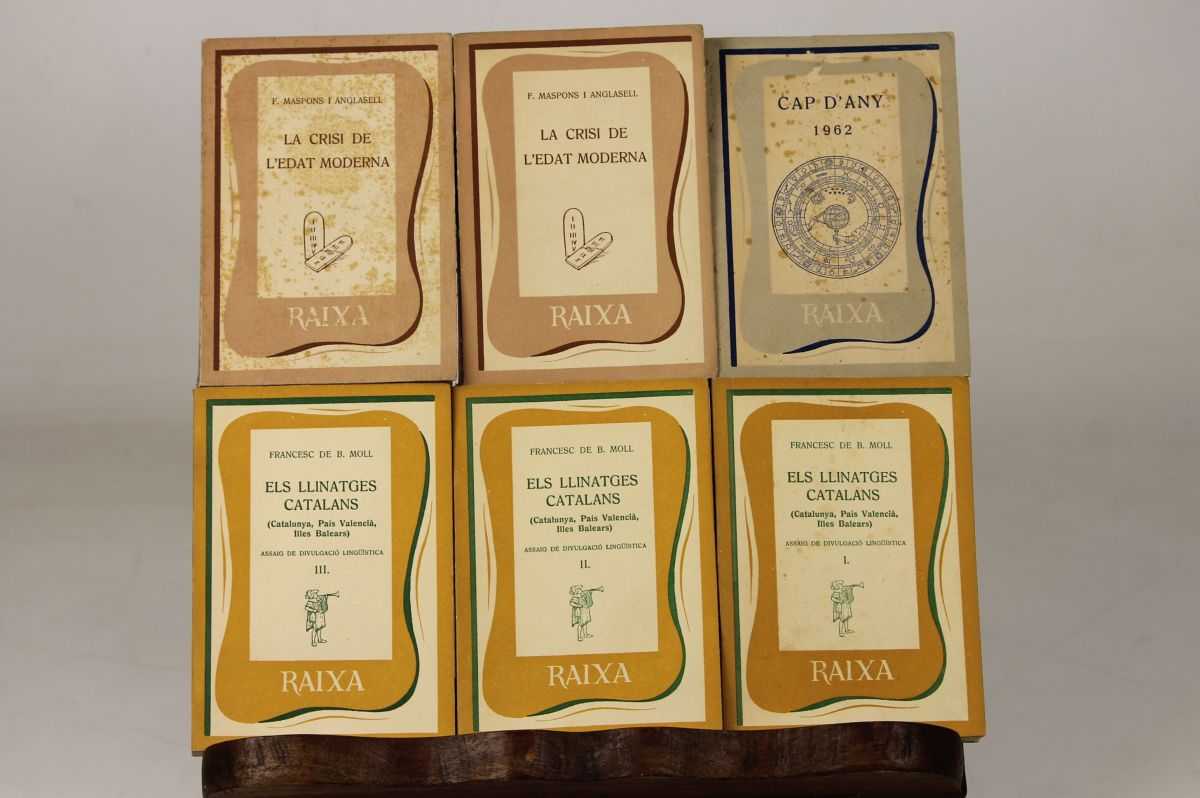 F. MASPONS I ANGLASELL
LA CRISI DE
L'EDAT MODERNA
RAIXA
F. MASPONS I ANGLASELL
LA CRISI DE
L'EDAT MODERNA
RAIXA
CAP D'ANY
1962
RAIXA
FRANCESC DE B. MOLL
ELS LLINATGES
CATALANS
(Catalunya, País Valencià,
Illes Balears)
ASSAIG DE DIVULGACIÓ LINGÜÍSTICA
III.
RAIXA
FRANCESC DE B. MOLL
ELS LLINATGES
CATALANS
(Catalunya, País Valencià,
Illes Balears)
ASSAIG DE DIVULGACIÓ LINGÜÍSTICA
II.
RAIXA
FRANCESC DE B. MOLL
ELS LLINATGES
CATALANS
(Catalunya, País Valencià,
Illes Balears)
ASSAIG DE DIVULGACIÓ LINGÜÍSTICA
I.
RAIXA